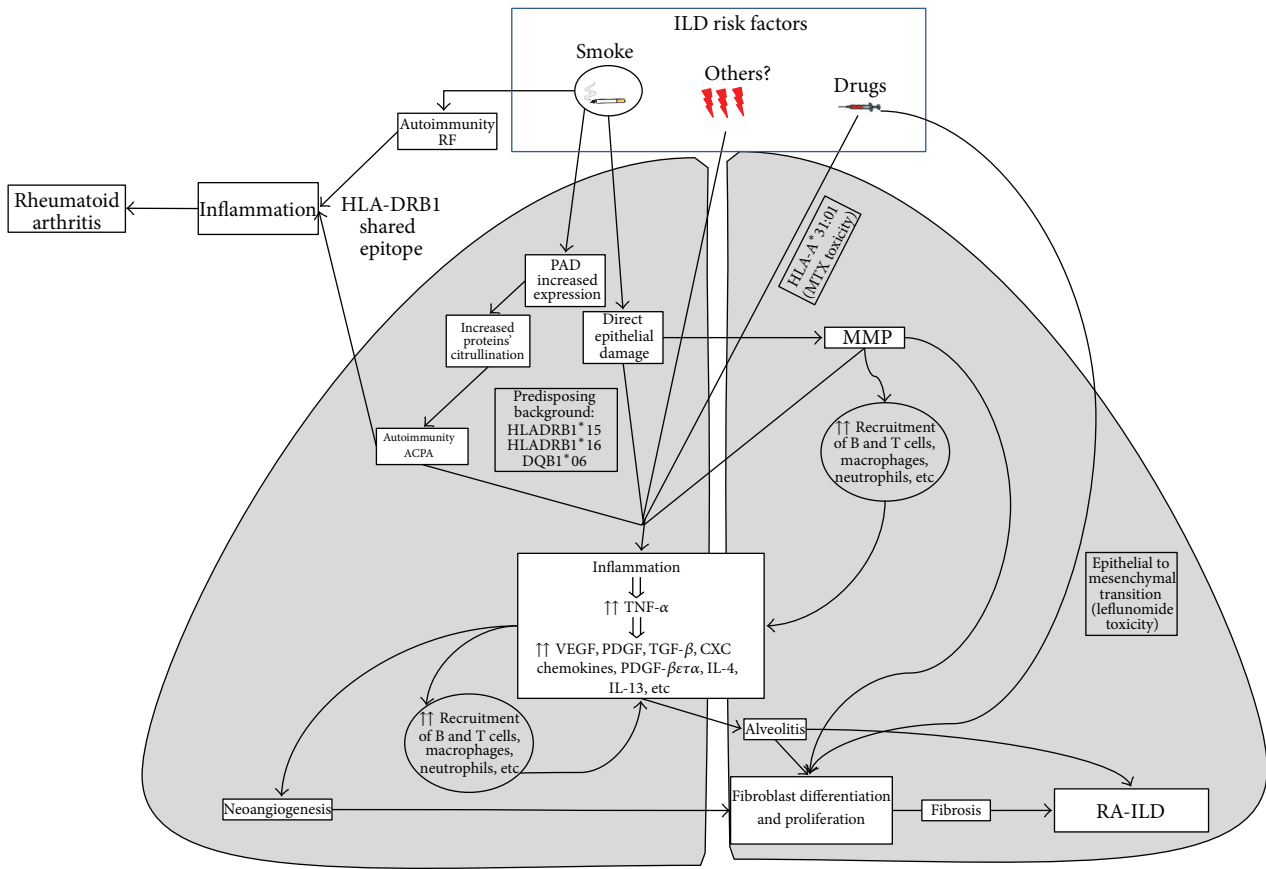 ILD risk factors
Smoke
Others?
Drugs
Autoimmunity
RF
Rheumatoid
arthritis
Inflammation
HLA-DRB1
shared
epitope
HLA-A*31:01
(MTX toxicity)
PAD
increased
expression
Increased
proteins'
citrullination
Direct
epithelial
damage
MMP
Predisposing
background:
HLADRB1*15
HLADRB1*16
DQB1*06
Autoimmunity
ACPA
↑↑ Recruitment
of B and T cells,
macrophages,
neutrophils, etc
Inflammation
⇓
↑↑ TNF-α
⇓
↑↑ VEGF, PDGF, TGF-β, CXC
chemokines, PDGF-βετα, IL-4,
IL-13, etc
Epithelial to
mesenchymal
transition
(leflunomide
toxicity)
↑↑ Recruitment
of B and T cells,
macrophages,
neutrophils, etc
Alveolitis
Neoangiogenesis
Fibroblast differentiation
and proliferation
Fibrosis
RA-ILD